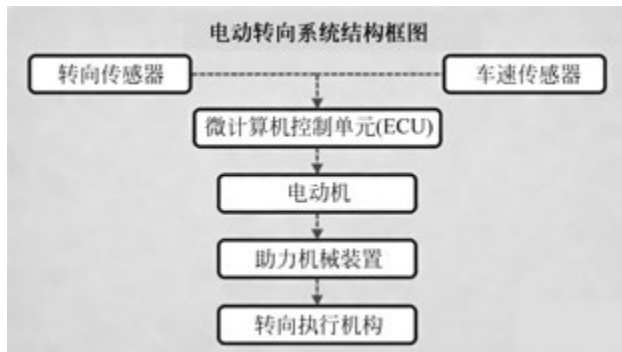 电动转向系统结构框图
转向传感器
车速传感器
微计算机控制单元(ECU)
电动机
助力机械装置
转向执行机构